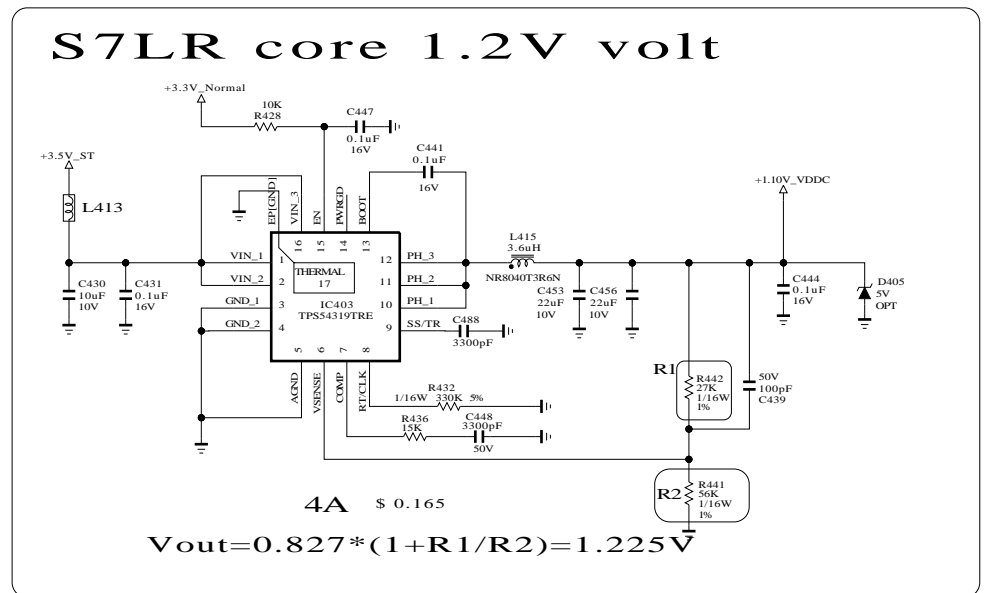 S7LR core 1.2V volt
+3.3V_Normal
10K
R428
C447
0.1uF
16V
+3.5V_ST
C441
0.1uF
16V
L413
EP[GND]
VIN_3
EN
PWRGD
BOOT
16
15
14
13
+1.10V_VDDC
L415
3.6uH
NR8040T3R6N
VIN_1
1
THERMAL
17
12
PH_3
VIN_2
2
11
PH_2
GND_1
3
IC403
TPS54319TRE
10
PH_1
GND_2
4
9
SS/TR
C488
3300pF
C430
10uF
10V
C431
0.1uF
16V
C453
22uF
10V
C456
22uF
10V
C444
0.1uF
16V
D405
5V
OPT
5
6
7
8
AGND
VSENSE
COMP
RT/CLK
R432
1/16W 330K 5%
R436
15K
C448
3300pF
50V
R1
R442
27K
1/16W
1%
50V
100pF
C439
R2
R441
56K
1/16W
1%
4A $ 0.165
Vout=0.827*(1+R1/R2)=1.225V